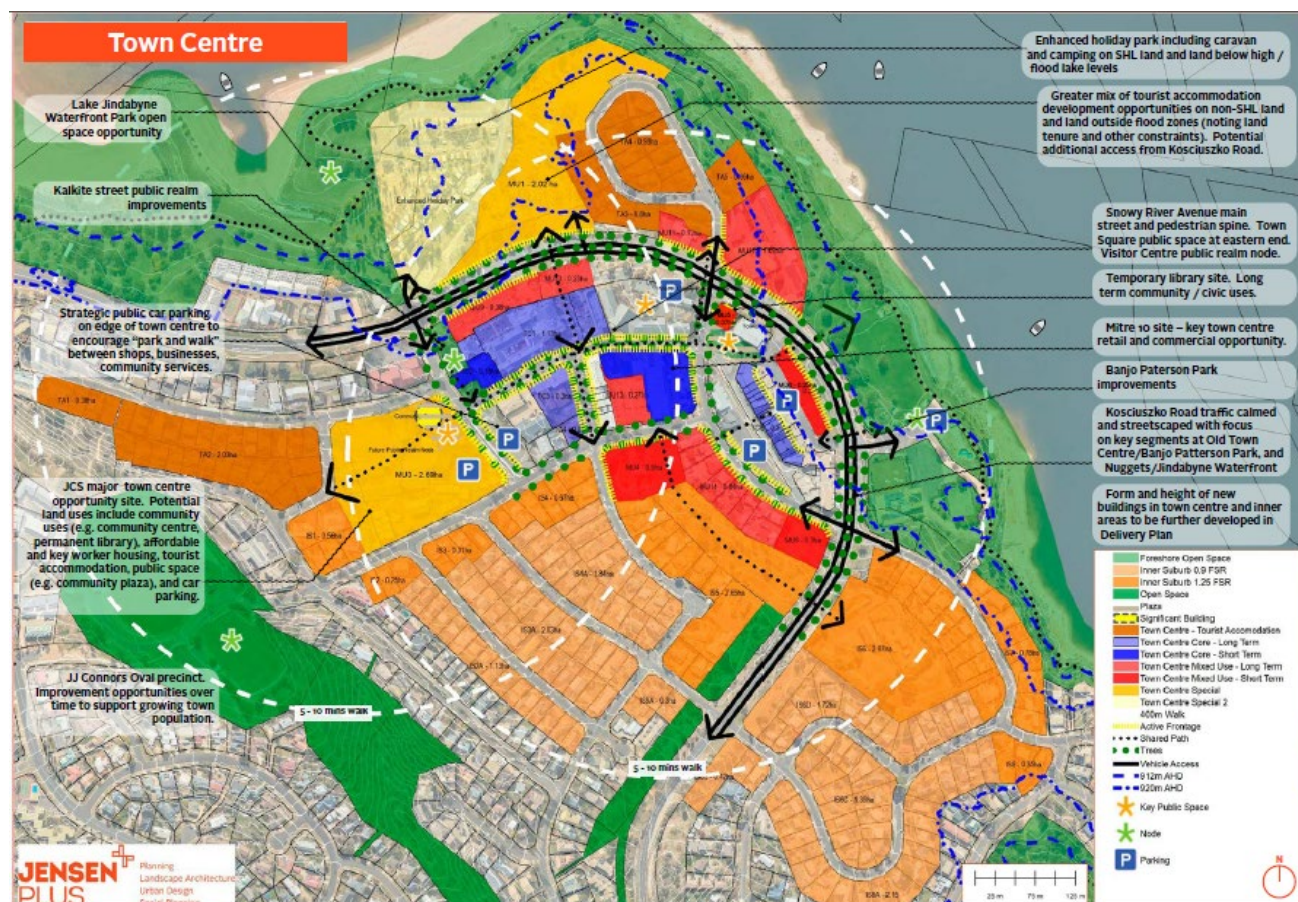 Town Centre
Lake Jindabyne
Waterfront Park open
space opportunity
Kalkite street public realm
improvements
Strategic public car parking
on edge of town centre to
encourage “park and walk”
between shops, businesses,
community services.
JCS major town centre
opportunity site. Potential
land uses include community
uses (e.g. community centre,
permanent library), affordable
and key worker housing, tourist
accommodation, public space
(e.g. community plaza), and car
parking.
JJ Connors Oval precinct.
Improvement opportunities over
time to support growing town
population.
Enhanced holiday park including caravan
and camping on SHL land and land below high /
flood lake levels
Greater mix of tourist accommodation
development opportunities on non-SHL land
and land outside flood zones (noting land
tenure and other constraints). Potential
additional access from Kosciuszko Road.
Snowy River Avenue main
street and pedestrian spine. Town
Square public space at eastern end.
Visitor Centre public realm node.
Temporary library site. Long
term community / civic uses.
Mitre 10 site – key town centre
retail and commercial opportunity.
Banjo Paterson Park
improvements
Kosciuszko Road traffic calmed
and streetscaped with focus
on key segments at Old Town
Centre/Banjo Patterson Park, and
Nuggets/Jindabyne Waterfront
Form and height of new
buildings in town centre and inner
areas to be further developed in
Delivery Plan
Enhanced Holiday Park
MU1 - 2.02 ha
P
P
P
P
P
P
5 - 10 mins walk
5 - 10 mins walk
Foreshore Open Space
Inner Suburb 0.9 FSR
Inner Suburb 1.25 FSR
Open Space
Plaza
Significant Building
Town Centre - Tourist Accomodation
Town Centre Core - Long Term
Town Centre Core - Short Term
Town Centre Mixed Use - Long Term
Town Centre Mixed Use - Short Term
Town Centre Special
Town Centre Special 2
400m Walk
Active Frontage
Shared Path
Trees
Vehicle Access
912m AHD
920m AHD
Key Public Space
Node
P Parking
N
25 m 75 m 125 m
JENSEN PLUS
Planning
Landscape Architecture
Urban Design
Social Planning